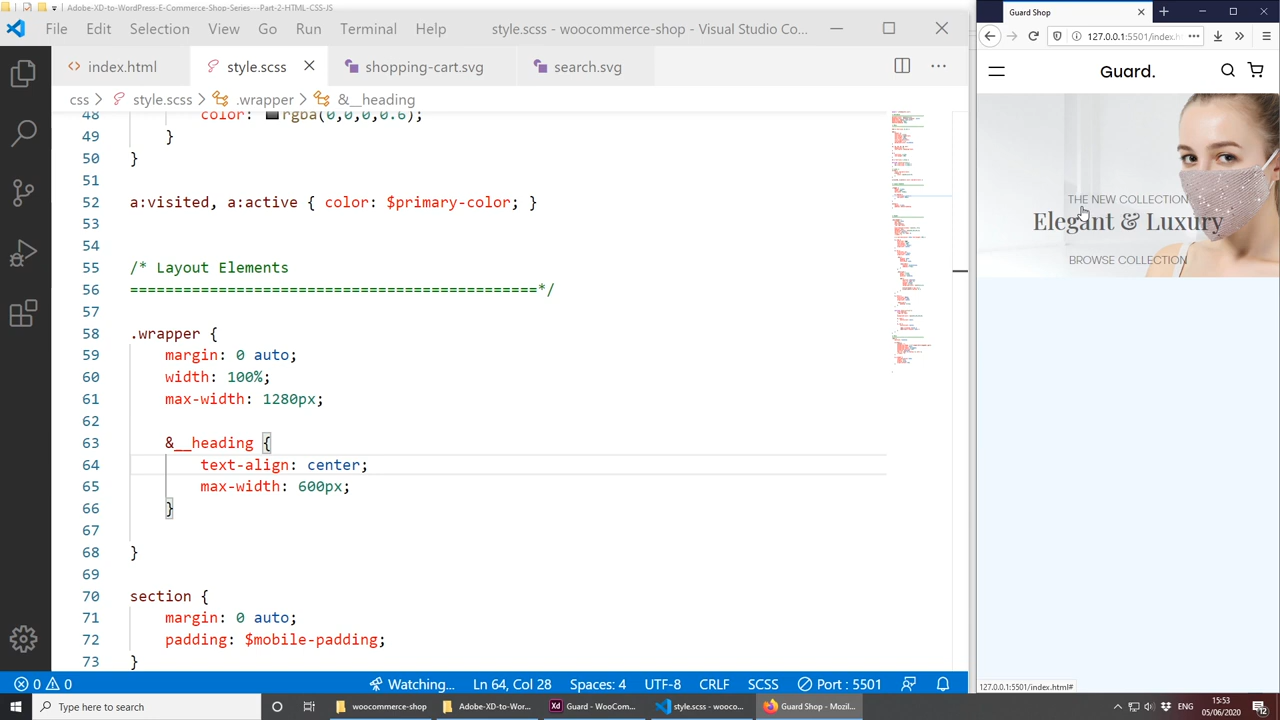 Adobe-XD-to-WordPress-E-Commerce-Shop-Series---Part-2-HTML-CSS-JS
File Edit Selection View Go Run Terminal Help style.scss - woocommerce-shop - Visual Studio Co...
index.html style.scss shopping-cart.svg search.svg
css > style.scss > .wrapper > &__heading
48 color: rgba(0,0,0,0.6);
49 }
50 }
51
52 a:visited, a:active { color: $primary-color; }
53
54
55 * Layout Elements
56 ===============================================*/
57
58 .wrapper {
59 margin: 0 auto;
60 width: 100%;
61 max-width: 1280px;
62
63 &__heading {
64 text-align: center;
65 max-width: 600px;
66 }
67
68 }
69
70 section {
71 margin: 0 auto;
72 padding: $mobile-padding;
73 }
0 0 Watching... Ln 64, Col 28 Spaces: 4 UTF-8 CRLF SCSS Port : 5501
Guard Shop
127.0.0.1:5501/index.h
Guard.
THE NEW COLLECTION
Elegant & Luxury
BROWSE COLLECTION
127.0.0.1:5501/index.html#
Type here to search woocommerce-shop Adobe-XD-to-Wor... Guard - WooCom... style.scss - wooco... Guard Shop - Mozil... 15:53
05/06/2020 12